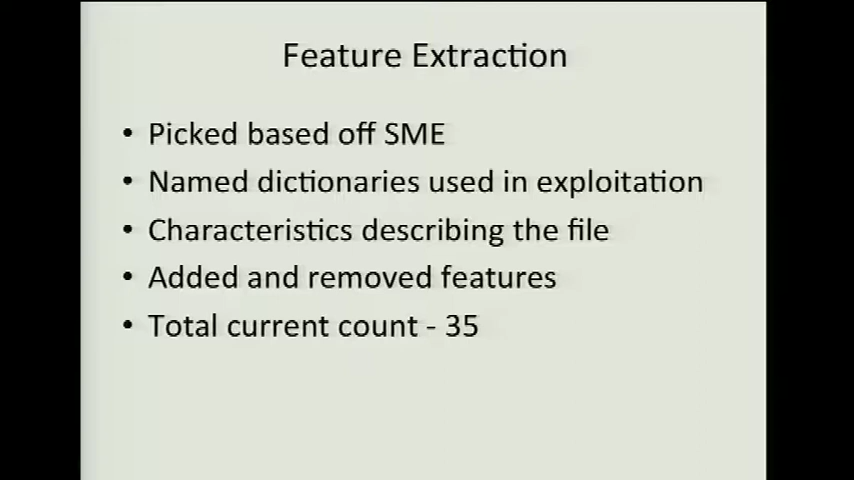 Feature Extraction
• Picked based off SME
• Named dictionaries used in exploitation
• Characteristics describing the file
• Added and removed features
• Total current count - 35